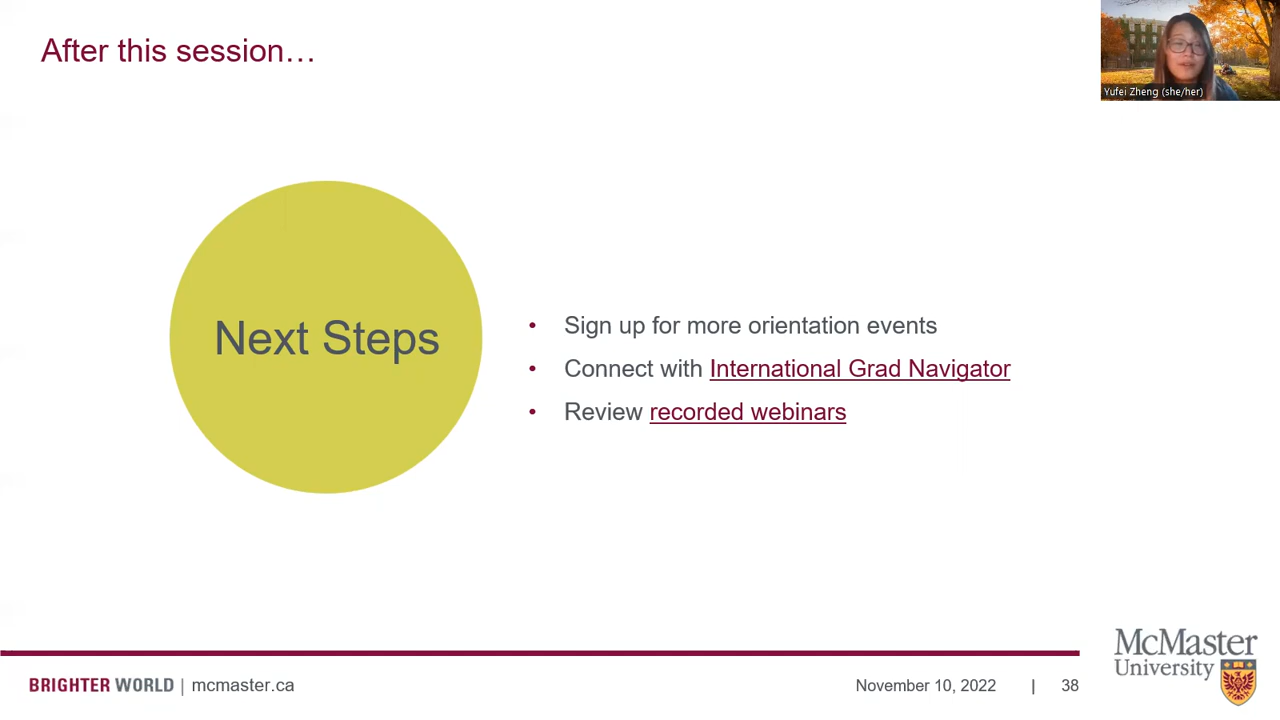 After this session…
Yufei Zheng (she/her)
Next Steps
• Sign up for more orientation events
• Connect with International Grad Navigator
• Review recorded webinars
BRIGHTER WORLD | mcmaster.ca
November 10, 2022 | 38
McMaster
University